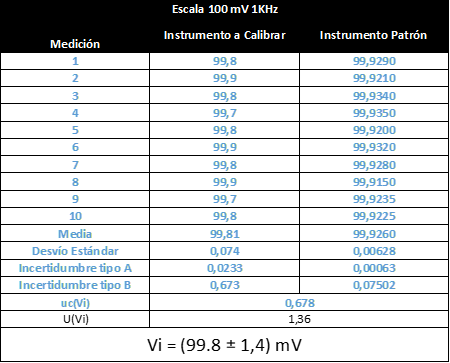 Escala 100 mV 1KHz
Medición Instrumento a Calibrar Instrumento Patrón
1 99,8 99,9290
2 99,9 99,9210
3 99,8 99,9340
4 99,7 99,9350
5 99,8 99,9200
6 99,9 99,9320
7 99,8 99,9280
8 99,9 99,9150
9 99,7 99,9235
10 99,8 99,9225
Media 99,81 99,9260
Desvío Estándar 0,074 0,00628
Incertidumbre tipo A 0,0233 0,00063
Incertidumbre tipo B 0,673 0,07502
uc(Vi) 0,678
U(Vi) 1,36
Vi = (99.8 ± 1,4) mV